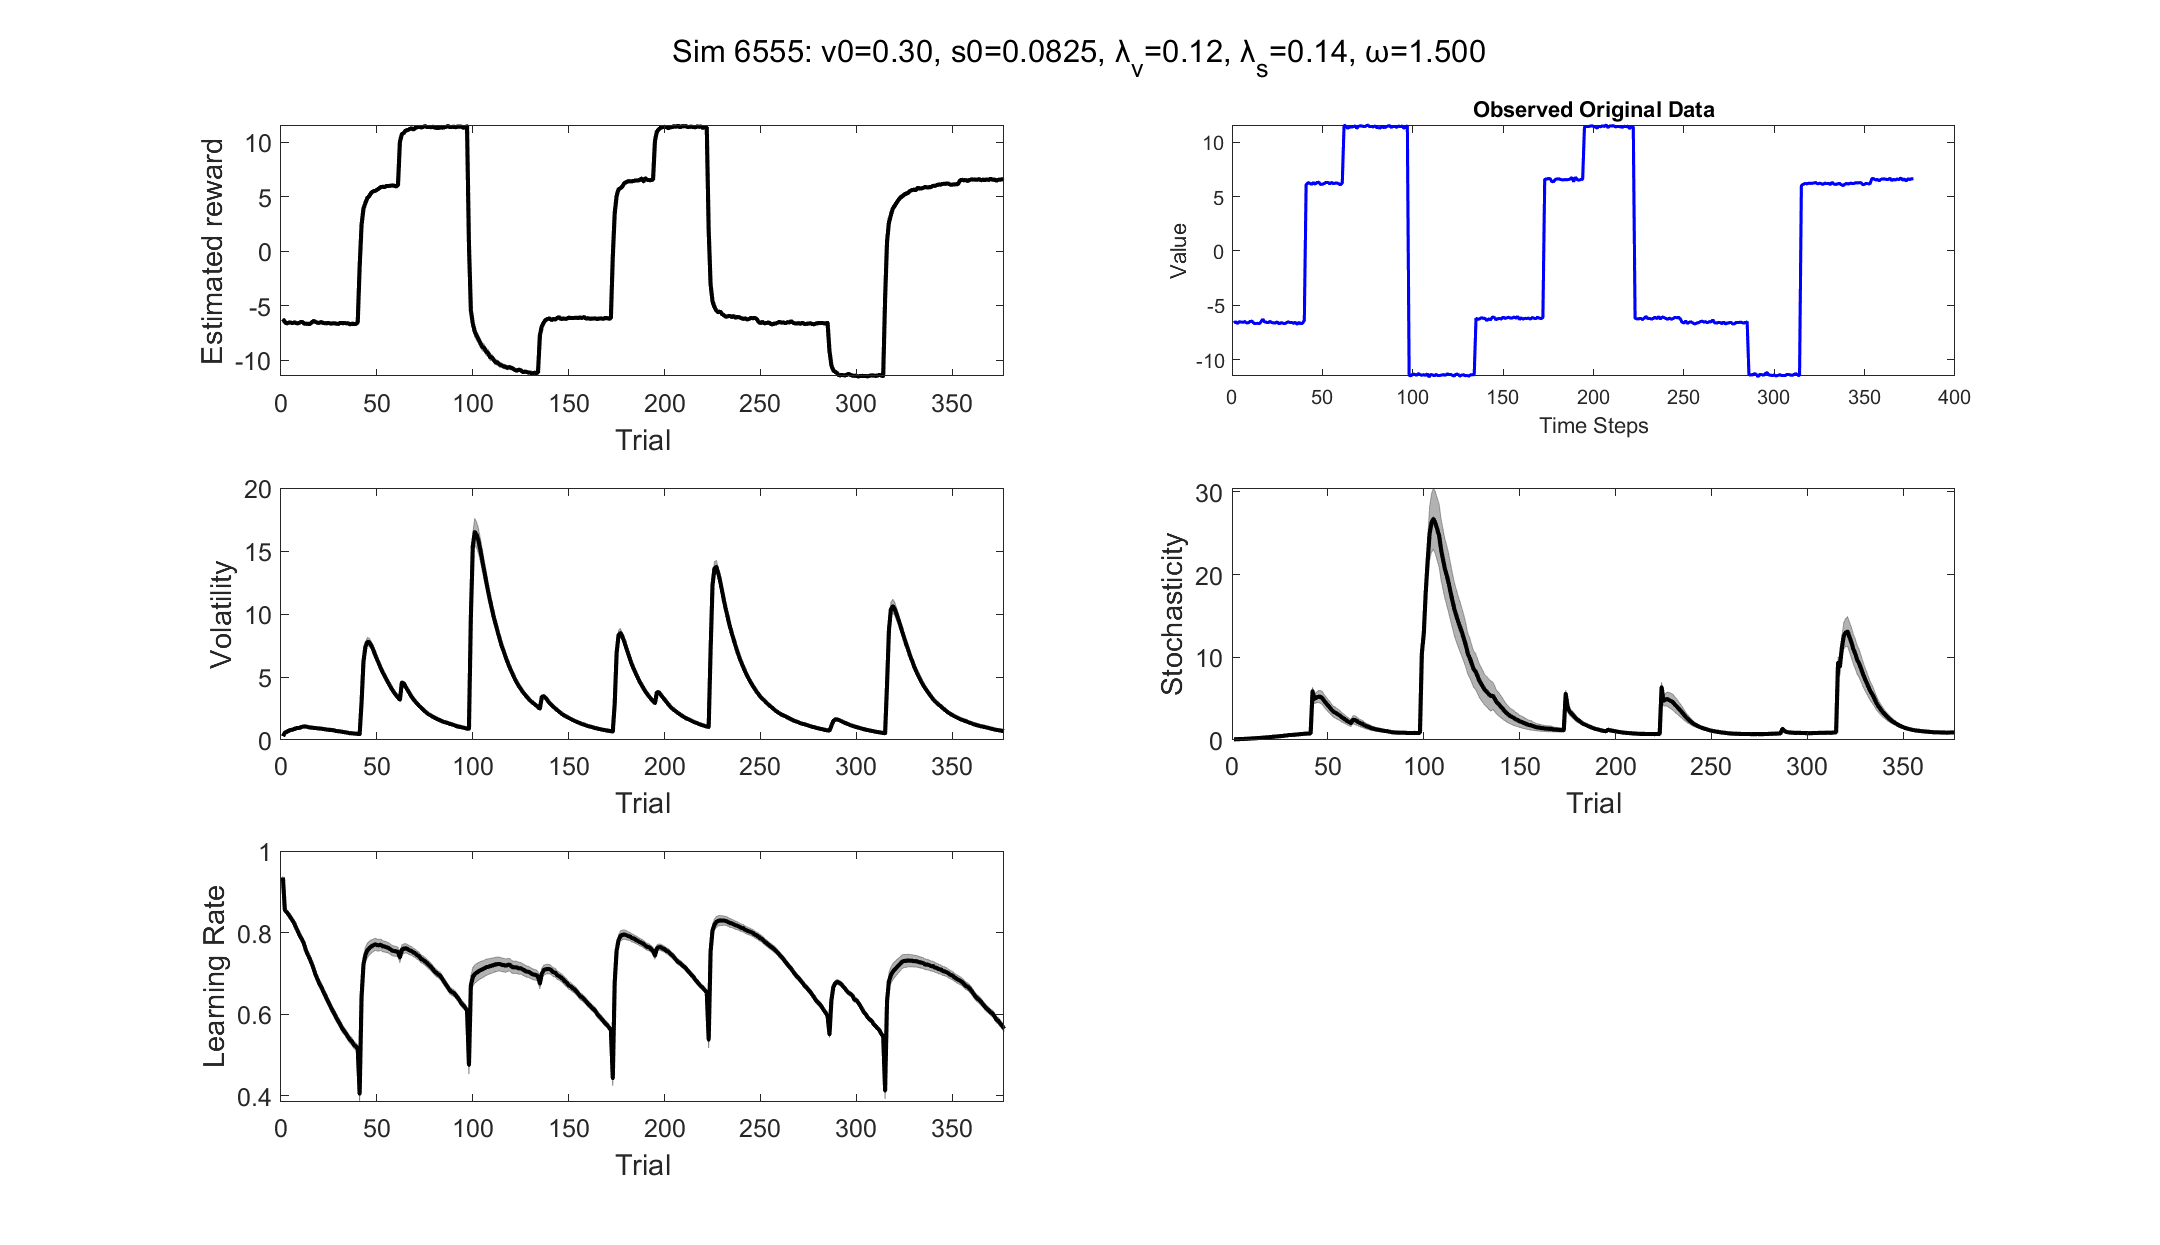 Sim 6555: v0=0.30, s0=0.0825, λv=0.12, λs=0.14, ω=1.500
Estimated reward
10
5
0
-5
-10
0 50 100 150 200 250 300 350
Trial
Observed Original Data
Value
10
5
0
-5
-10
0 50 100 150 200 250 300 350 400
Time Steps
Volatility
20
15
10
5
0
0 50 100 150 200 250 300 350
Trial
Stochasticity
30
20
10
0
0 50 100 150 200 250 300 350
Trial
Learning Rate
1
0.8
0.6
0.4
0 50 100 150 200 250 300 350
Trial